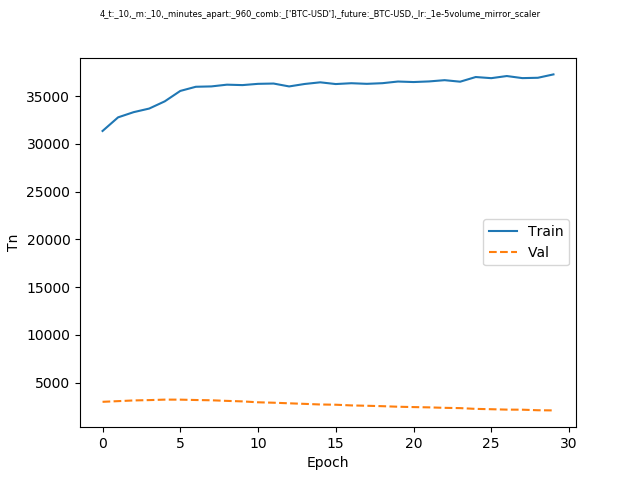 4_t:_10,_m:_10,_minutes_apart:_960_comb:_['BTC-USD'],_future:_BTC-USD,_lr:_1e-5volume_mirror_scaler
35000
30000
25000
20000
15000
10000
5000
Tn
Train
Val
0 5 10 15 20 25 30
Epoch